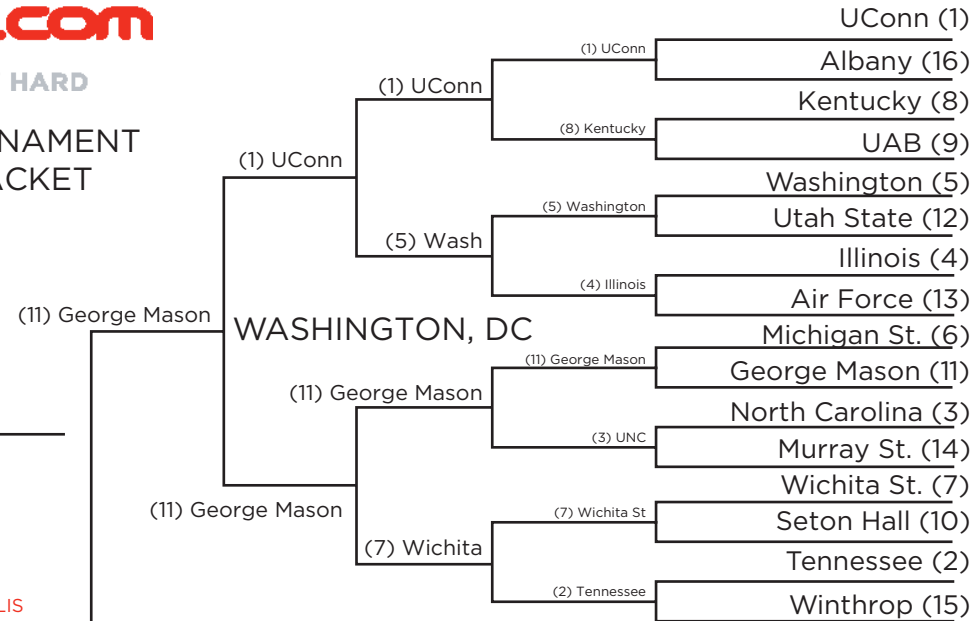 .com
HARD
NAMENT
ACKET
UConn (1)
(1) UConn
Albany (16)
(1) UConn
Kentucky (8)
(8) Kentucky
UAB (9)
(1) UConn
Washington (5)
(5) Washington
Utah State (12)
(5) Wash
Illinois (4)
(4) Illinois
Air Force (13)
(11) George Mason
WASHINGTON, DC
Michigan St. (6)
(11) George Mason
George Mason (11)
(11) George Mason
North Carolina (3)
(3) UNC
Murray St. (14)
(11) George Mason
Wichita St. (7)
(7) Wichita St
Seton Hall (10)
(7) Wichita
Tennessee (2)
(2) Tennessee
Winthrop (15)
LIS